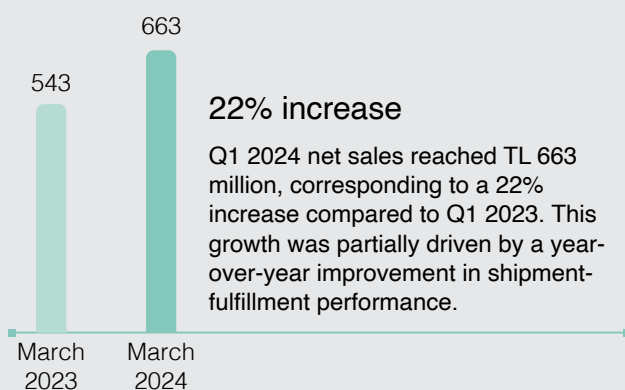 663
543
22% increase
Q1 2024 net sales reached TL 663
million, corresponding to a 22%
increase compared to Q1 2023. This
growth was partially driven by a year-
over-year improvement in shipment-
fulfillment performance.
March
2023
March
2024